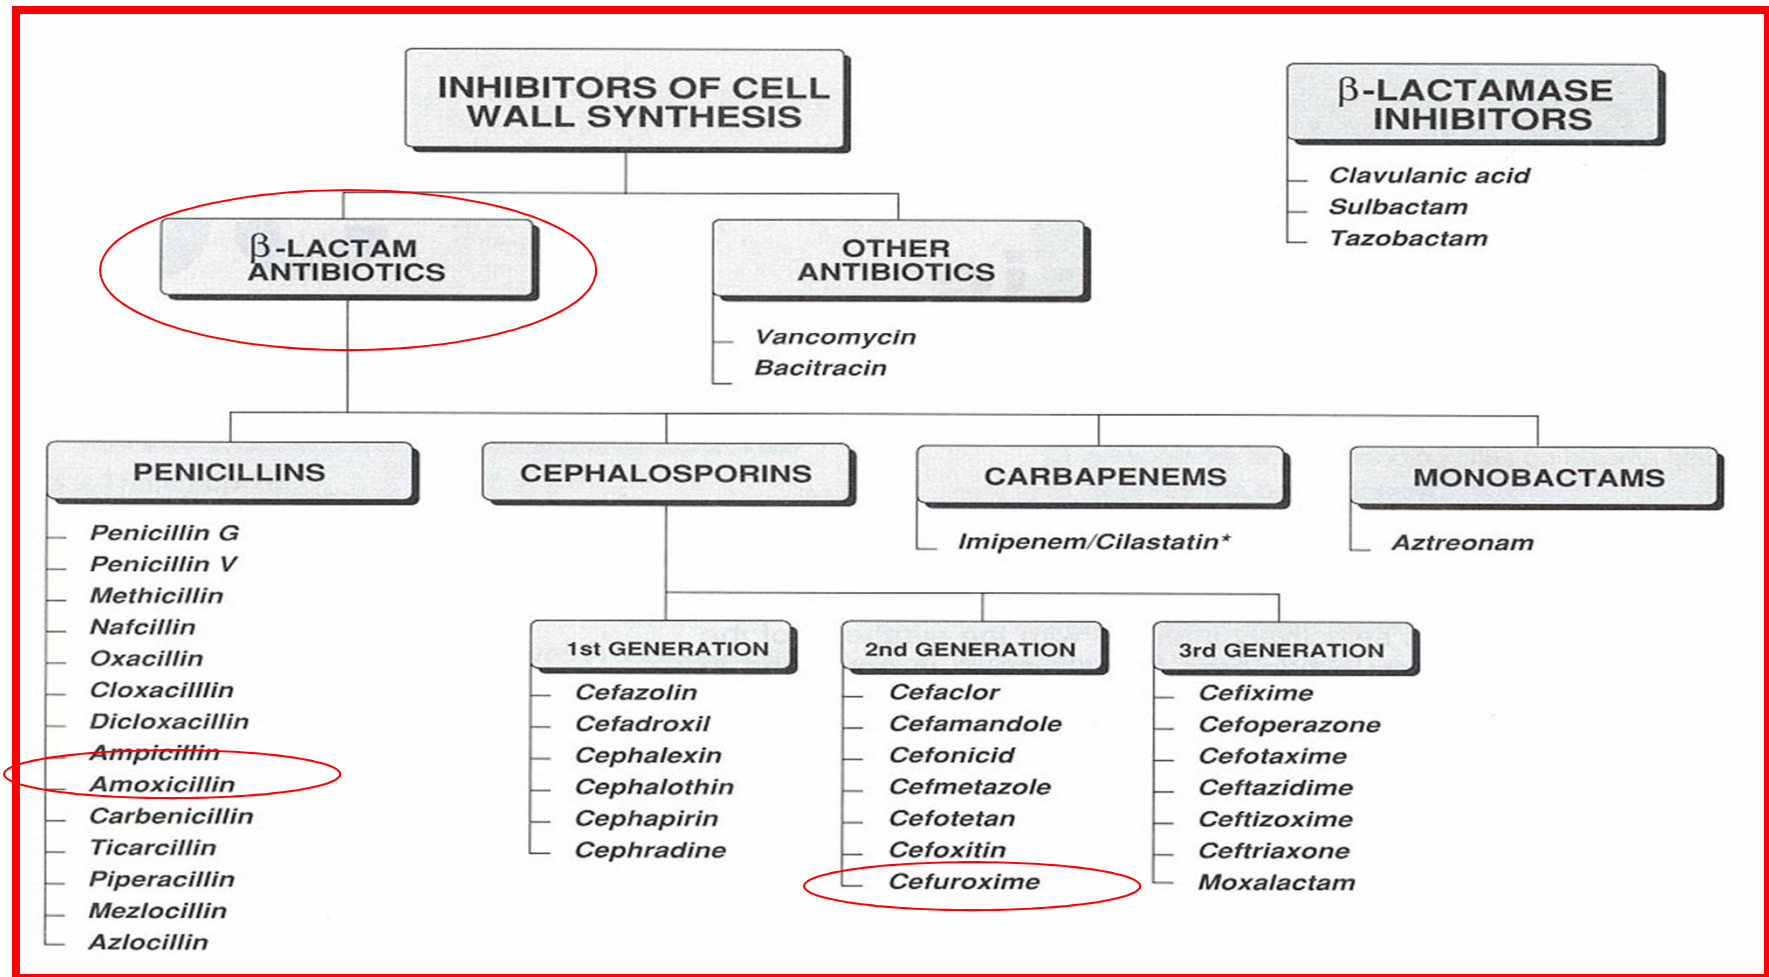 INHIBITORS OF CELL
WALL SYNTHESIS
β-LACTAMASE
INHIBITORS
Clavulanic acid
Sulbactam
Tazobactam
β-LACTAM
ANTIBIOTICS
OTHER
ANTIBIOTICS
Vancomycin
Bacitracin
PENICILLINS
Penicillin G
Penicillin V
Methicillin
Nafcillin
Oxacillin
Cloxacilllin
Dicloxacillin
Ampicillin
Amoxicillin
Carbenicillin
Ticarcillin
Piperacillin
Mezlocillin
Azlocillin
CEPHALOSPORINS
1st GENERATION
Cefazolin
Cefadroxil
Cephalexin
Cephalothin
Cephapirin
Cephradine
2nd GENERATION
Cefaclor
Cefamandole
Cefonicid
Cefmetazole
Cefotetan
Cefoxitin
Cefuroxime
3rd GENERATION
Cefixime
Cefoperazone
Cefotaxime
Ceftazidime
Ceftizoxime
Ceftriaxone
Moxalactam
CARBAPENEMS
Imipenem/Cilastatin*
MONOBACTAMS
Aztreonam